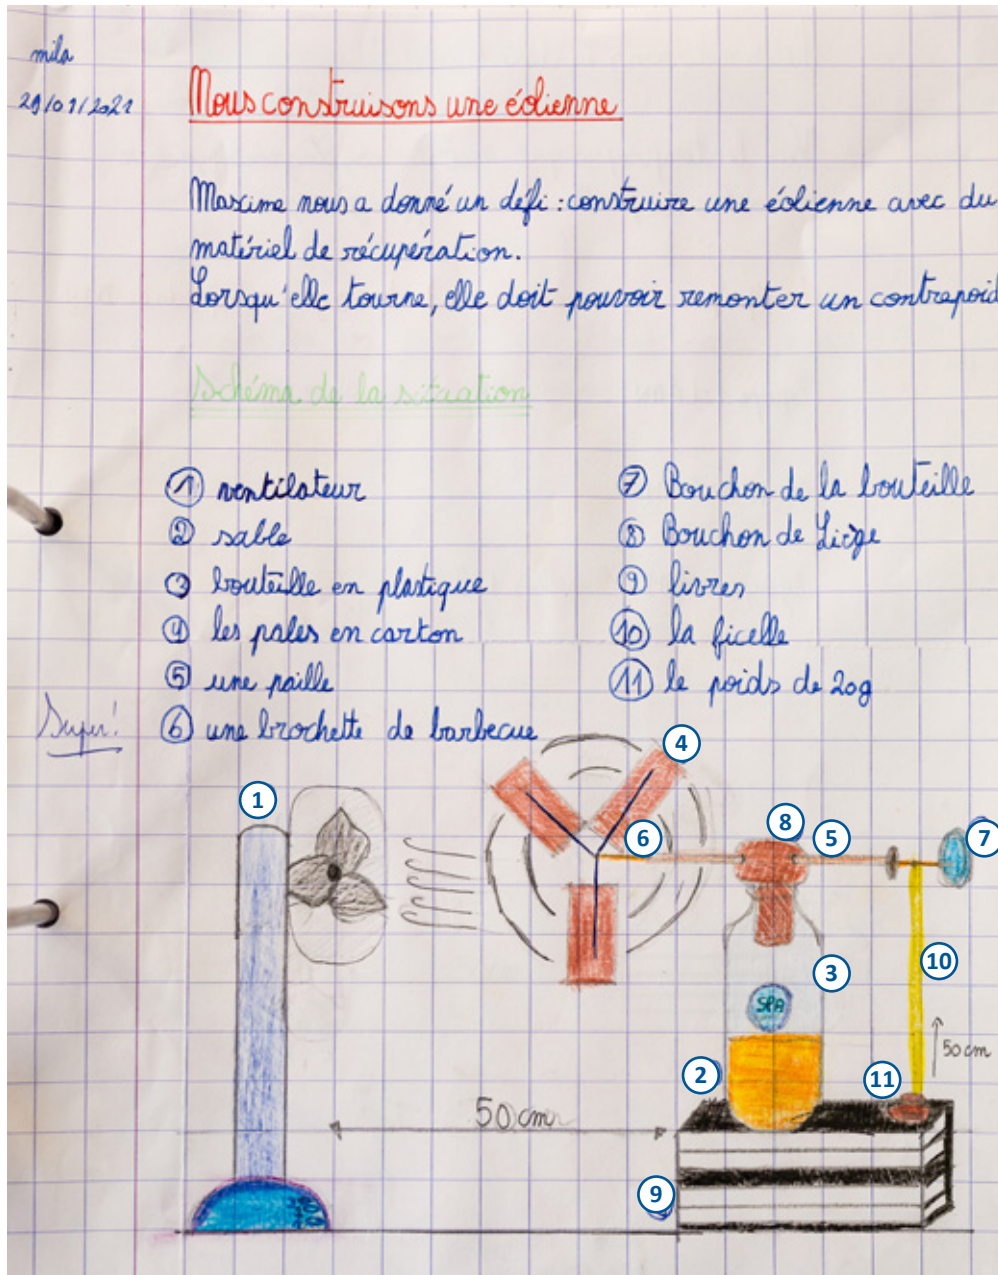 mila
29/01/2021
Nous construisons une éolienne
Maxime nous a donné un défi : construire une éolienne avec du
matériel de récupération.
Lorsqu'elle tourne, elle doit pouvoir remonter un contrepoid
Schéma de la situation
1 ventilateur
2 sable
3 bouteille en plastique
4 les pales en carton
5 une paille
6 une brochette de barbecue
7 Bouchon de la bouteille
8 Bouchon de Liège
9 livres
10 la ficelle
11 le poids de 20g
Super!
4
1
6
8
5
7
3
10
SPA
2
11
50 cm
50 cm
9